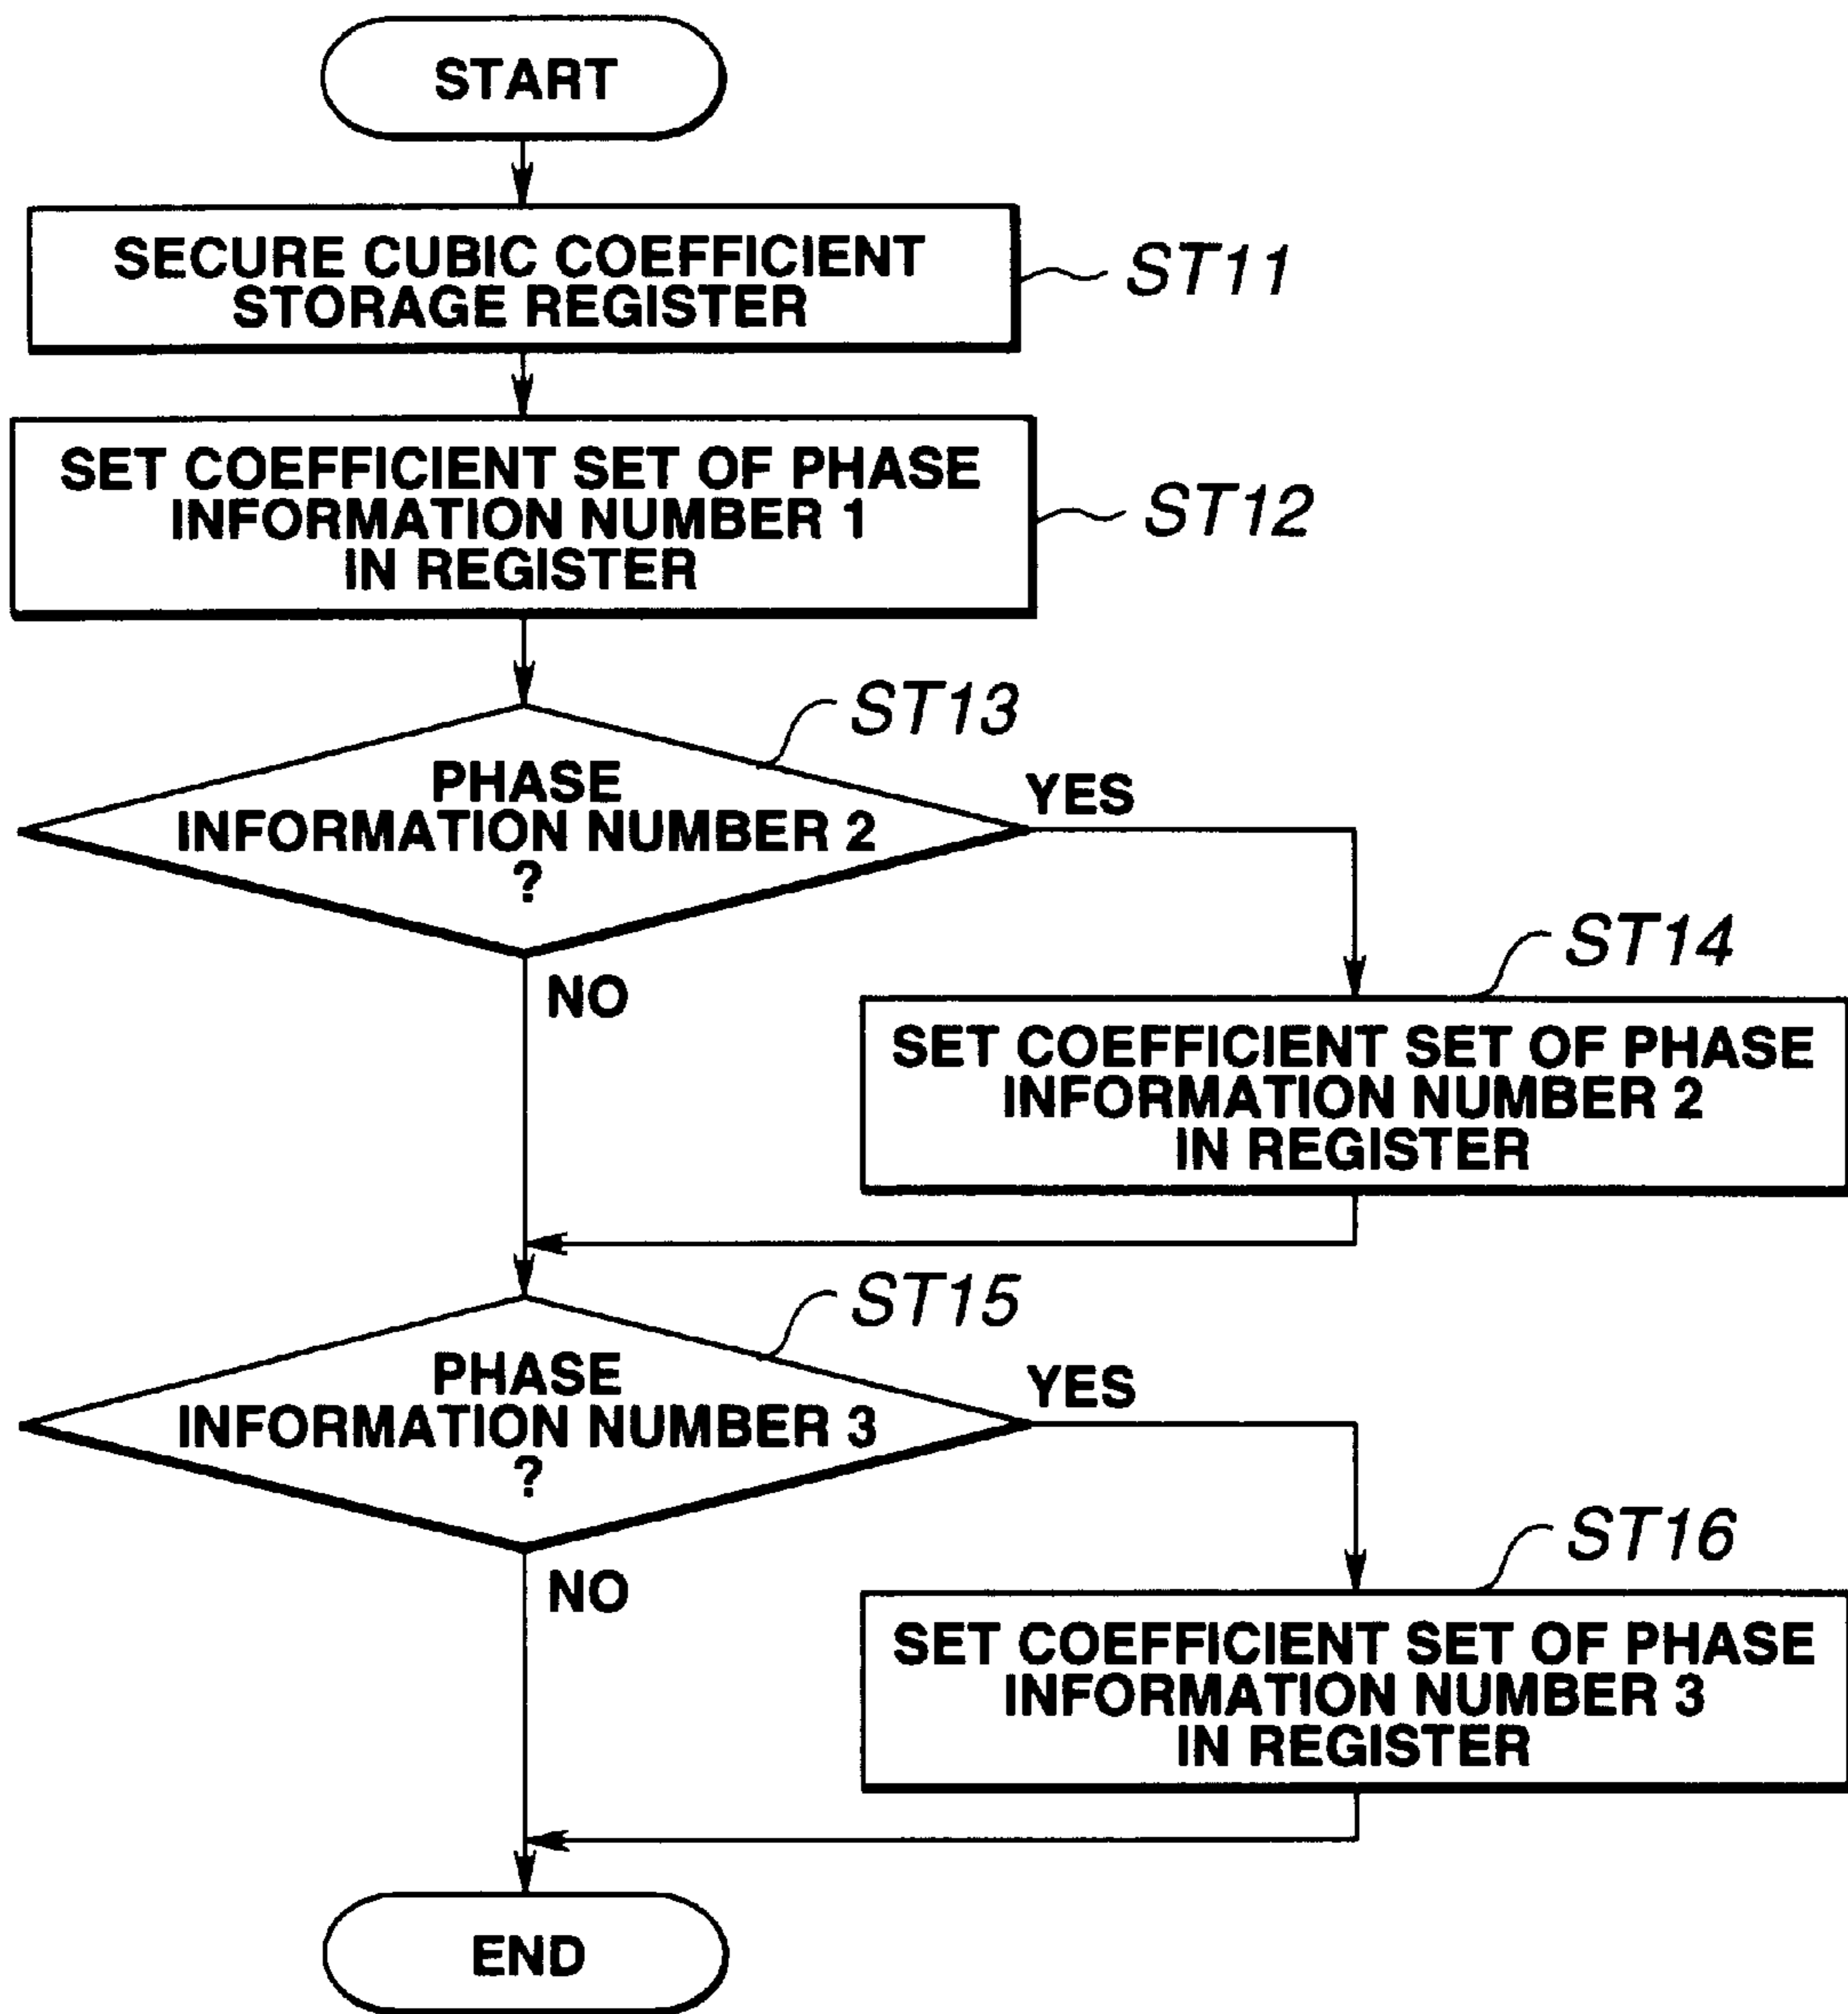 START
SECURE CUBIC COEFFICIENT
STORAGE REGISTER
ST11
SET COEFFICIENT SET OF PHASE
INFORMATION NUMBER 1
IN REGISTER
ST12
ST13
PHASE
INFORMATION NUMBER 2
?
YES
NO
ST14
SET COEFFICIENT SET OF PHASE
INFORMATION NUMBER 2
IN REGISTER
ST15
PHASE
INFORMATION NUMBER 3
?
YES
NO
ST16
SET COEFFICIENT SET OF PHASE
INFORMATION NUMBER 3
IN REGISTER
END